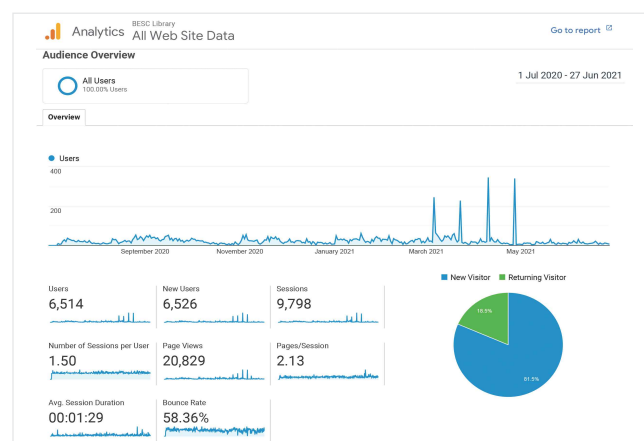 Analytics
BESC Library
All Web Site Data
Go to report
Audience Overview
All Users
100.00% Users
1 Jul 2020 - 27 Jun 2021
Overview
Users
400
200
September 2020 November 2020 January 2021 March 2021 May 2021
New Visitor Returning Visitor
Users New Users Sessions
6,514 6,526 9,798
Number of Sessions per User Page Views Pages/Session
1.50 20,829 2.13
Avg. Session Duration Bounce Rate
00:01:29 58.36%
18.5%
81.5%